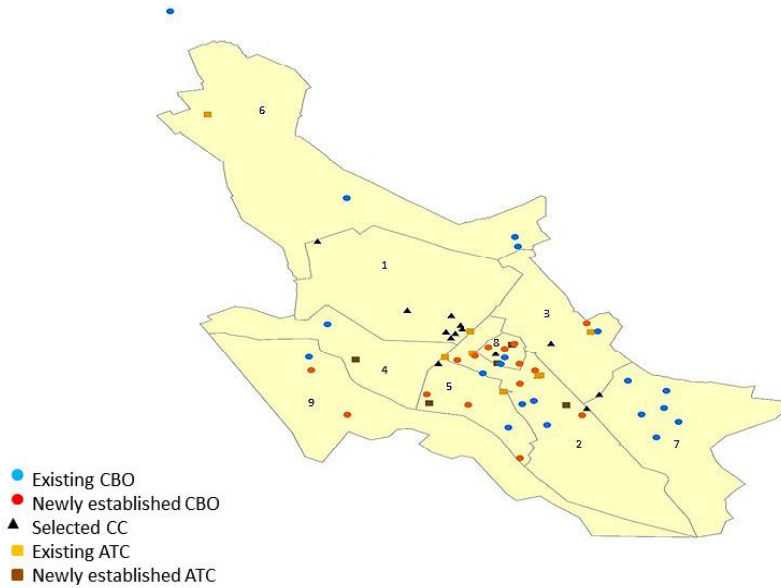 6
1
3
8
4
5
9
2
7
Existing CBO
Newly established CBO
Selected CC
Existing ATC
Newly established ATC